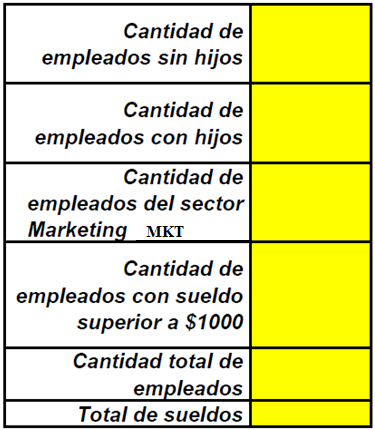 Cantidad de
empleados sin hijos
Cantidad de
empleados con hijos
Cantidad de
empleados del sector
Marketing _MKT
Cantidad de
empleados con sueldo
superior a $1000
Cantidad total de
empleados
Total de sueldos